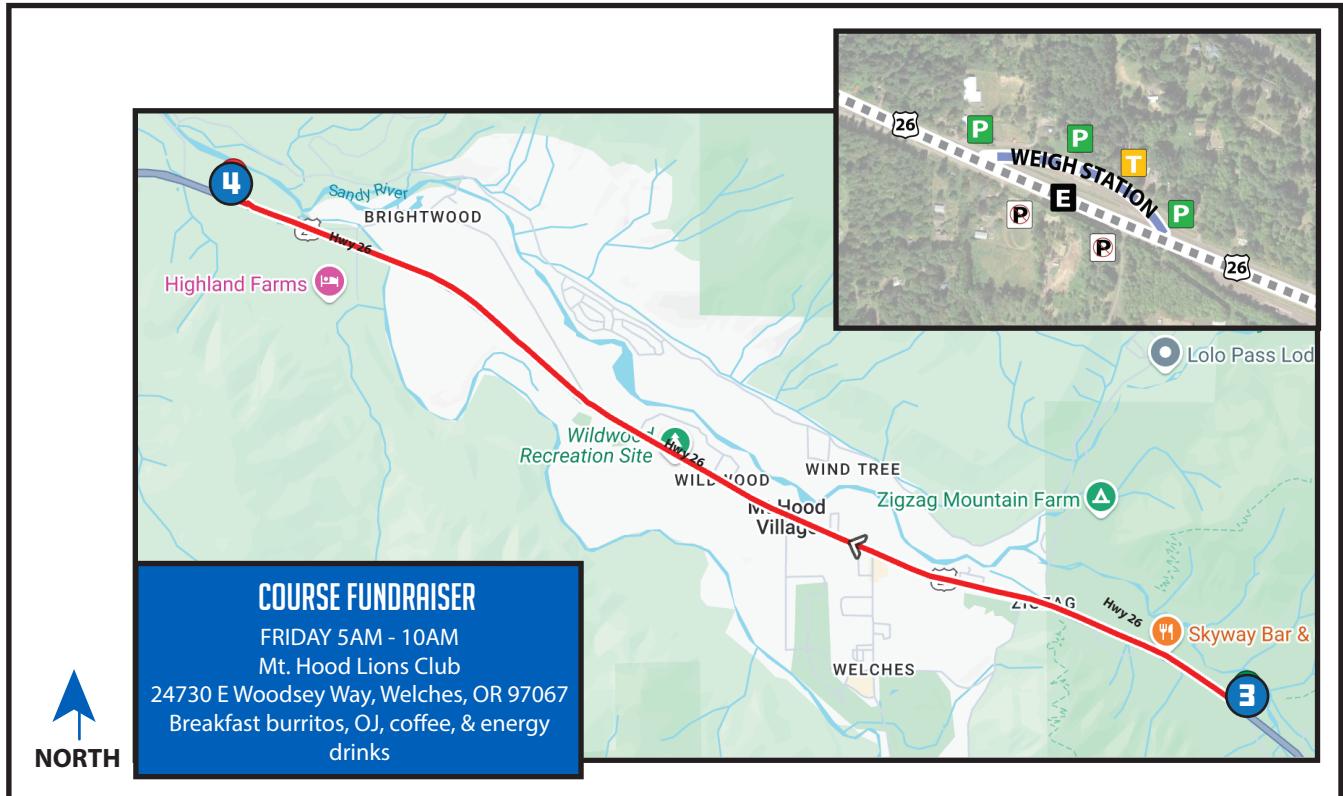 26
P
P
WEIGH STATION
T
E
P
P
P
26
4
Sandy River
BRIGHTWOOD
Hwy 26
Highland Farms
Lolo Pass Lod
Wildwood
Recreation Site
Hwy 26
WILDWOOD
WIND TREE
Mt Hood
Village
Zigzag Mountain Farm
ZIGZAG
Hwy 26
Skyway Bar &
WELCHES
3
COURSE FUNDRAISER
FRIDAY 5AM - 10AM
Mt. Hood Lions Club
24730 E Woodsey Way, Welches, OR 97067
Breakfast burritos, OJ, coffee, & energy
drinks
NORTH